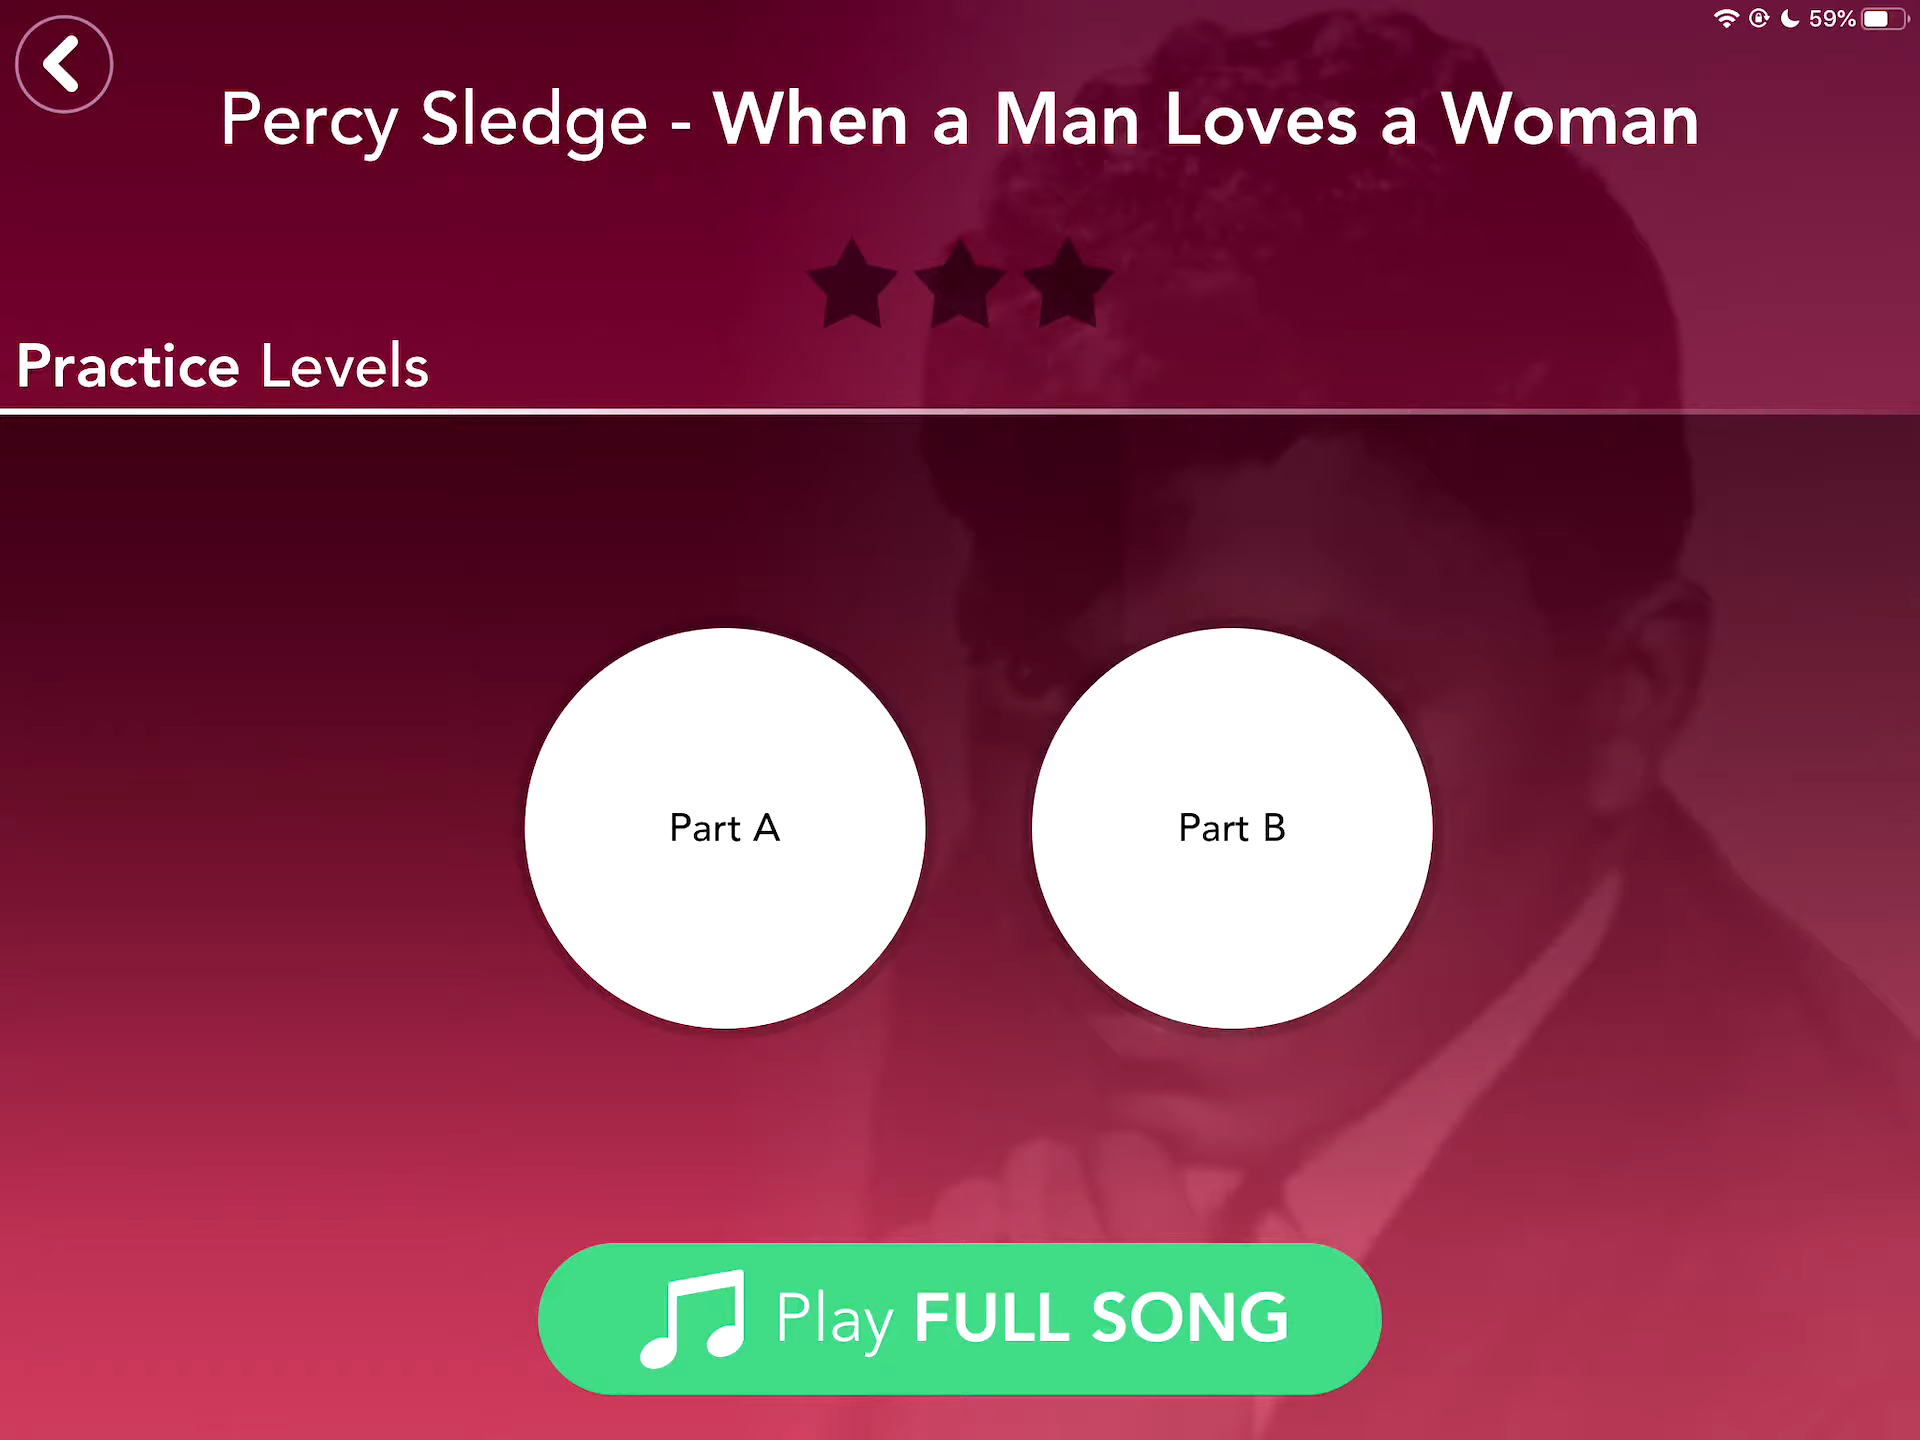 59%
Percy Sledge - When a Man Loves a Woman
Practice Levels
Part A
Part B
Play FULL SONG